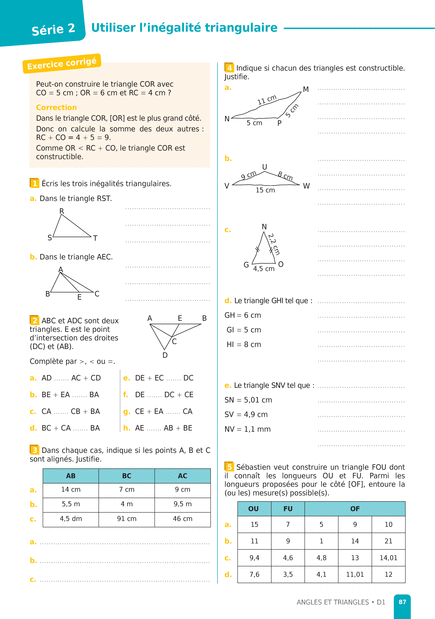 Série 2
Utiliser l’inégalité triangulaire
Exercice corrigé
Peut-on construire le triangle COR avec
CO = 5 cm ; OR = 6 cm et RC = 4 cm ?
Correction
Dans le triangle COR, [OR] est le plus grand côté.
Donc on calcule la somme des deux autres :
RC + CO = 4 + 5 = 9.
Comme OR < RC + CO, le triangle COR est
constructible.
1 Écris les trois inégalités triangulaires.
a. Dans le triangle RST.
R
S
T
b. Dans le triangle AEC.
A
B
E
C
2 ABC et ADC sont deux
triangles. E est le point
d’intersection des droites
(DC) et (AB).
A
E
B
C
D
Complète par >, < ou =.
a. AD ....... AC + CD
e. DE + EC ....... DC
b. BE + EA ....... BA
f. DE ....... DC + CE
c. CA ....... CB + BA
g. CE + EA ....... CA
d. BC + CA ....... BA
h. AE ....... AB + BE
3 Dans chaque cas, indique si les points A, B et C
sont alignés. Justifie.
AB BC AC
a. 14 cm 7 cm 9 cm
b. 5,5 m 4 m 9,5 m
c. 4,5 dm 91 cm 46 cm
a.
b.
c.
4 Indique si chacun des triangles est constructible.
Justifie.
a.
M
11 cm
5 cm
N
5 cm
P
b.
U
9 cm
8 cm
V
W
15 cm
c.
N
2,2 cm
G
O
4,5 cm
d. Le triangle GHI tel que :
GH = 6 cm
GI = 5 cm
HI = 8 cm
e. Le triangle SNV tel que :
SN = 5,01 cm
SV = 4,9 cm
NV = 1,1 mm
5 Sébastien veut construire un triangle FOU dont
il connaît les longueurs OU et FU. Parmi les
longueurs proposées pour le côté [OF], entoure la
(ou les) mesure(s) possible(s).
OU FU OF
a. 15 7 5 9 10
b. 11 9 1 14 21
c. 9,4 4,6 4,8 13 14,01
d. 7,6 3,5 4,1 11,01 12
ANGLES ET TRIANGLES • D1
87